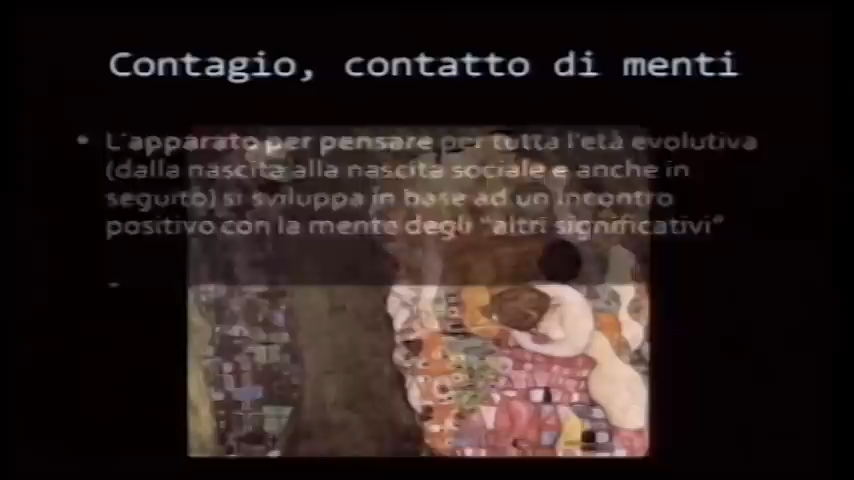 Contagio, contatto di menti
• L'apparato per pensare per tutta l'età evolutiva
(dalla nascita alla nascita sociale e anche in
seguito) si sviluppa in base ad un incontro
positivo con la mente degli "altri significativi"